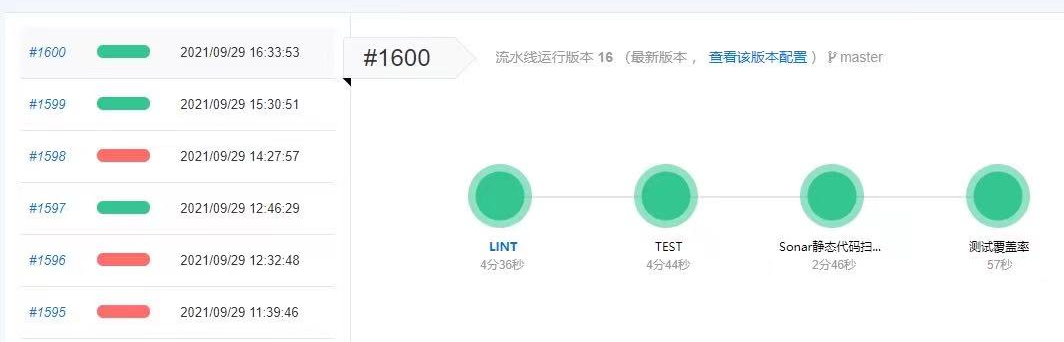 #1600 2021/09/29 16:33:53
#1599 2021/09/29 15:30:51
#1598 2021/09/29 14:27:57
#1597 2021/09/29 12:46:29
#1596 2021/09/29 12:32:48
#1595 2021/09/29 11:39:46
#1600 流水线运行版本 16 （最新版本， 查看该版本配置） master
LINT TEST Sonar静态代码扫... 测试覆盖率
4分36秒 4分44秒 2分46秒 57秒